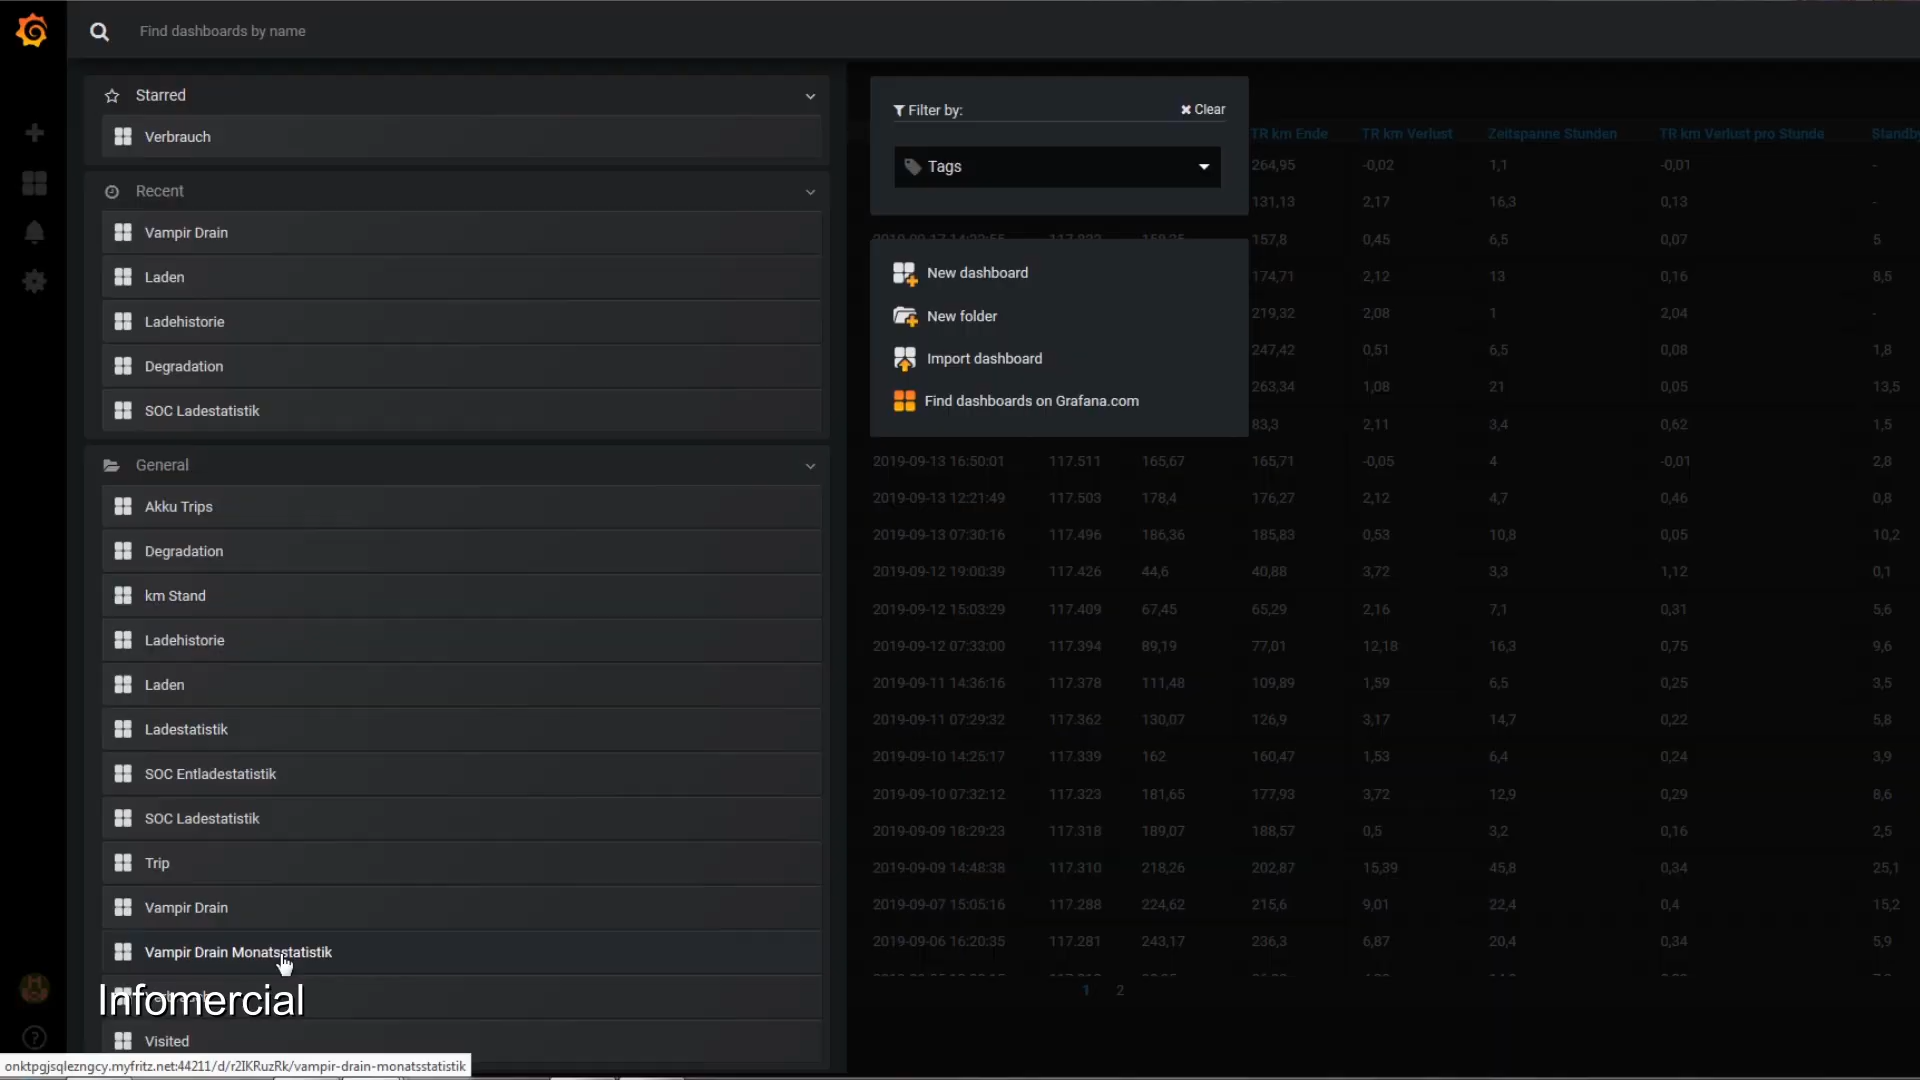 Find dashboards by name
Starred
Verbrauch
Recent
Vampir Drain
Laden
Ladehistorie
Degradation
SOC Ladestatistik
General
Akku Trips
Degradation
km Stand
Ladehistorie
Laden
Ladestatistik
SOC Entladestatistik
SOC Ladestatistik
Trip
Vampir Drain
Vampir Drain Monatsstatistik
Infomercial
Visited
onktpgjsqlezngcy.myfritz.net:44211/d/r2IKRuzRk/vampir-drain-monatsstatistik
Filter by:
Clear
Tags
New dashboard
New folder
Import dashboard
Find dashboards on Grafana.com
TR km Ende TR km Verlust Zeitspanne Stunden TR km Verlust pro Stunde Standby
264,95 -0,02 1,1 -0,01 -
131,13 2,17 16,3 0,13 -
157,8 0,45 6,5 0,07 5
174,71 2,12 13 0,16 8,5
219,32 2,08 1 2,04 -
247,42 0,51 6,5 0,08 1,8
263,34 1,08 21 0,05 13,5
83,3 2,11 3,4 0,62 1,5
2019-09-13 16:50:01 117.511 165,67 165,71 -0,05 4 -0,01 2,8
2019-09-13 12:21:49 117.503 178,4 176,27 2,12 4,7 0,46 0,8
2019-09-13 07:30:16 117.496 186,36 185,83 0,53 10,8 0,05 10,2
2019-09-12 19:00:39 117.426 44,6 40,88 3,72 3,3 1,12 0,1
2019-09-12 15:03:29 117.409 67,45 65,29 2,16 7,1 0,31 5,6
2019-09-12 07:33:00 117.394 89,19 77,01 12,18 16,3 0,75 9,6
2019-09-11 14:36:16 117.378 111,48 109,89 1,59 6,5 0,25 3,5
2019-09-11 07:29:32 117.362 130,07 126,9 3,17 14,7 0,22 5,8
2019-09-10 14:25:17 117.339 162 160,47 1,53 6,4 0,24 3,9
2019-09-10 07:32:12 117.323 181,65 177,93 3,72 12,9 0,29 8,6
2019-09-09 18:29:23 117.318 189,07 188,57 0,5 3,2 0,16 2,5
2019-09-09 14:48:38 117.310 218,26 202,87 15,39 45,8 0,34 25,1
2019-09-07 15:05:16 117.288 224,62 215,6 9,01 22,4 0,4 15,2
2019-09-06 16:20:35 117.281 243,17 236,3 6,87 20,4 0,34 5,9
1 2